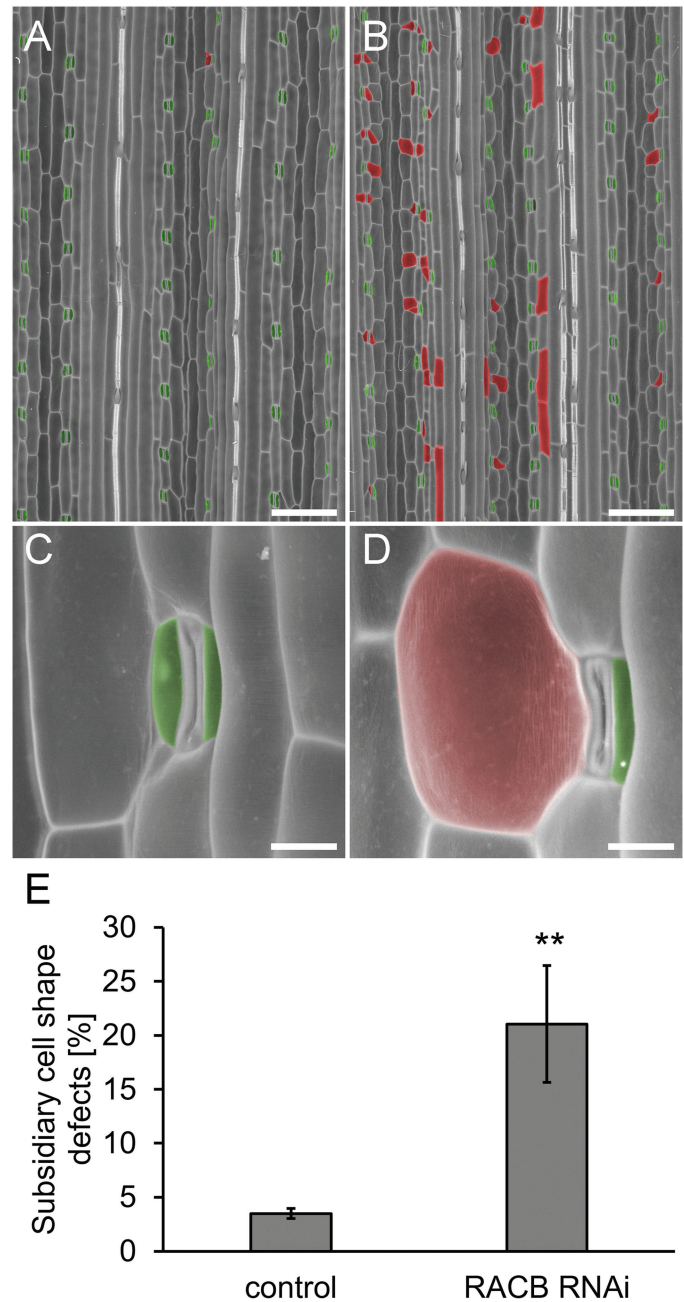 A
B
C
D
E
Subsidiary cell shape
defects [%]
30
25
20
15
10
5
0
**
control
RACB RNAi